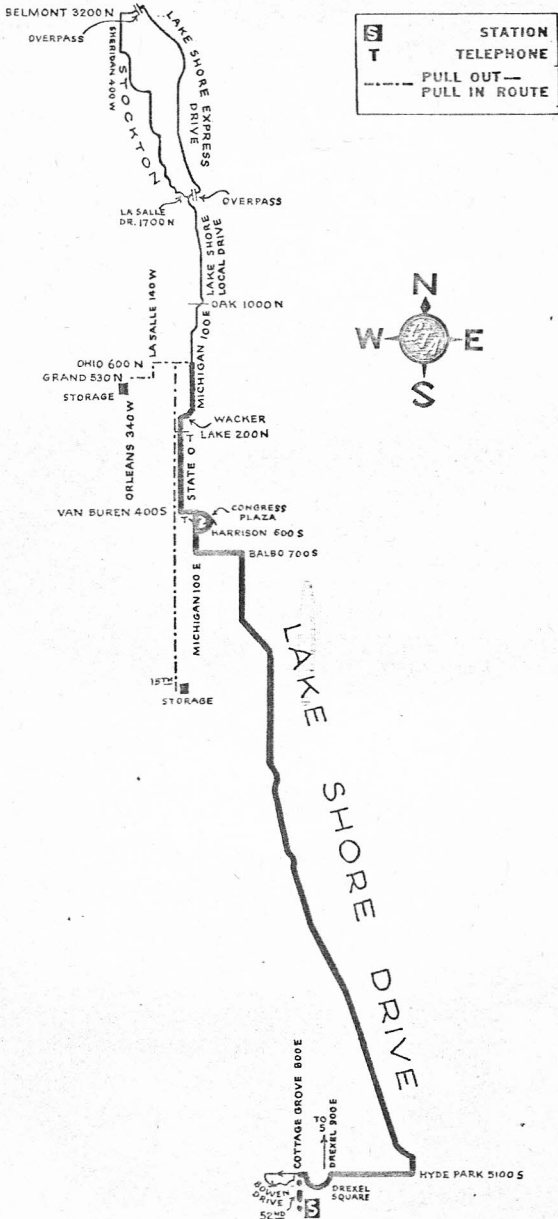 BELMONT 3200 N
OVERPASS
SHERIDAN 400 W
STOCKTON
LAKE SHORE EXPRESS
DRIVE
S STATION
T TELEPHONE
PULL OUT—
PULL IN ROUTE
LA SALLE
DR. 1700 N
OVERPASS
LAKE SHORE
LOCAL DRIVE
OAK 1000 N
LA SALLE 140 W
MICHIGAN 100 E
OHIO 600 N
GRAND 530 N
STORAGE
ORLEANS 340 W
N
W E
S
WACKER
LAKE 200 N
T
STATE 0
VAN BUREN 400 S
T
2
CONGRESS
PLAZA
HARRISON 600 S
BALBO 700 S
MICHIGAN 100 E
15TH
STORAGE
LAKE SHORE DRIVE
COTTAGE GROVE 800 E
TO
5
DREXEL 900 E
HYDE PARK 5100 S
BOWEN
DRIVE
DREXEL
SQUARE
52ND
S